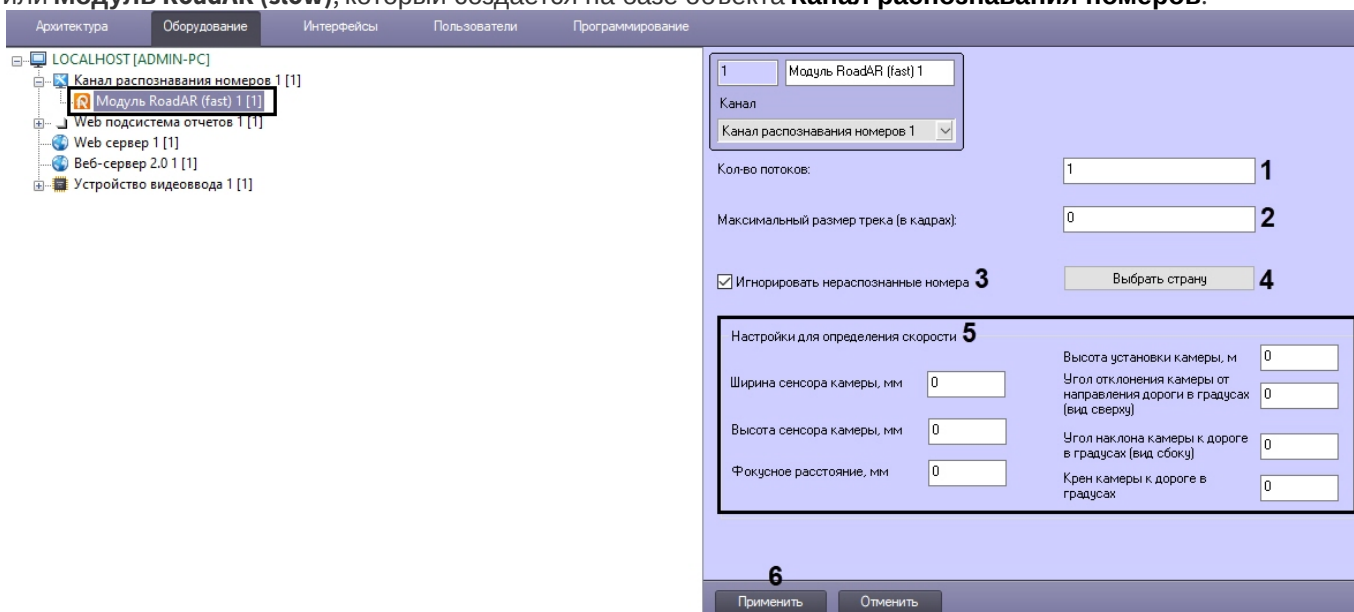 или Модуль RoadAR (slow), который создается на базе объекта Канал распознавания номеров.
Архитектура Оборудование Интерфейсы Пользователи Программирование
LOCALHOST [ADMIN-PC]
Канал распознавания номеров 1 [1]
Модуль RoadAR (fast) 1 [1]
Web подсистема отчетов 1 [1]
Web сервер 1 [1]
Веб-сервер 2.0 1 [1]
Устройство видеоввода 1 [1]
1 Модуль RoadAR (fast) 1
Канал
Канал распознавания номеров 1
Кол-во потоков: 1 1
Максимальный размер трека (в кадрах): 0 2
Игнорировать нераспознанные номера 3 Выбрать страну 4
Настройки для определения скорости 5
Ширина сенсора камеры, мм 0
Высота сенсора камеры, мм 0
Фокусное расстояние, мм 0
Высота установки камеры, м 0
Угол отклонения камеры от
направления дороги в градусах 0
(вид сверху)
Угол наклона камеры к дороге
в градусах (вид сбоку) 0
Крен камеры к дороге в
градусах 0
6
Применить Отменить